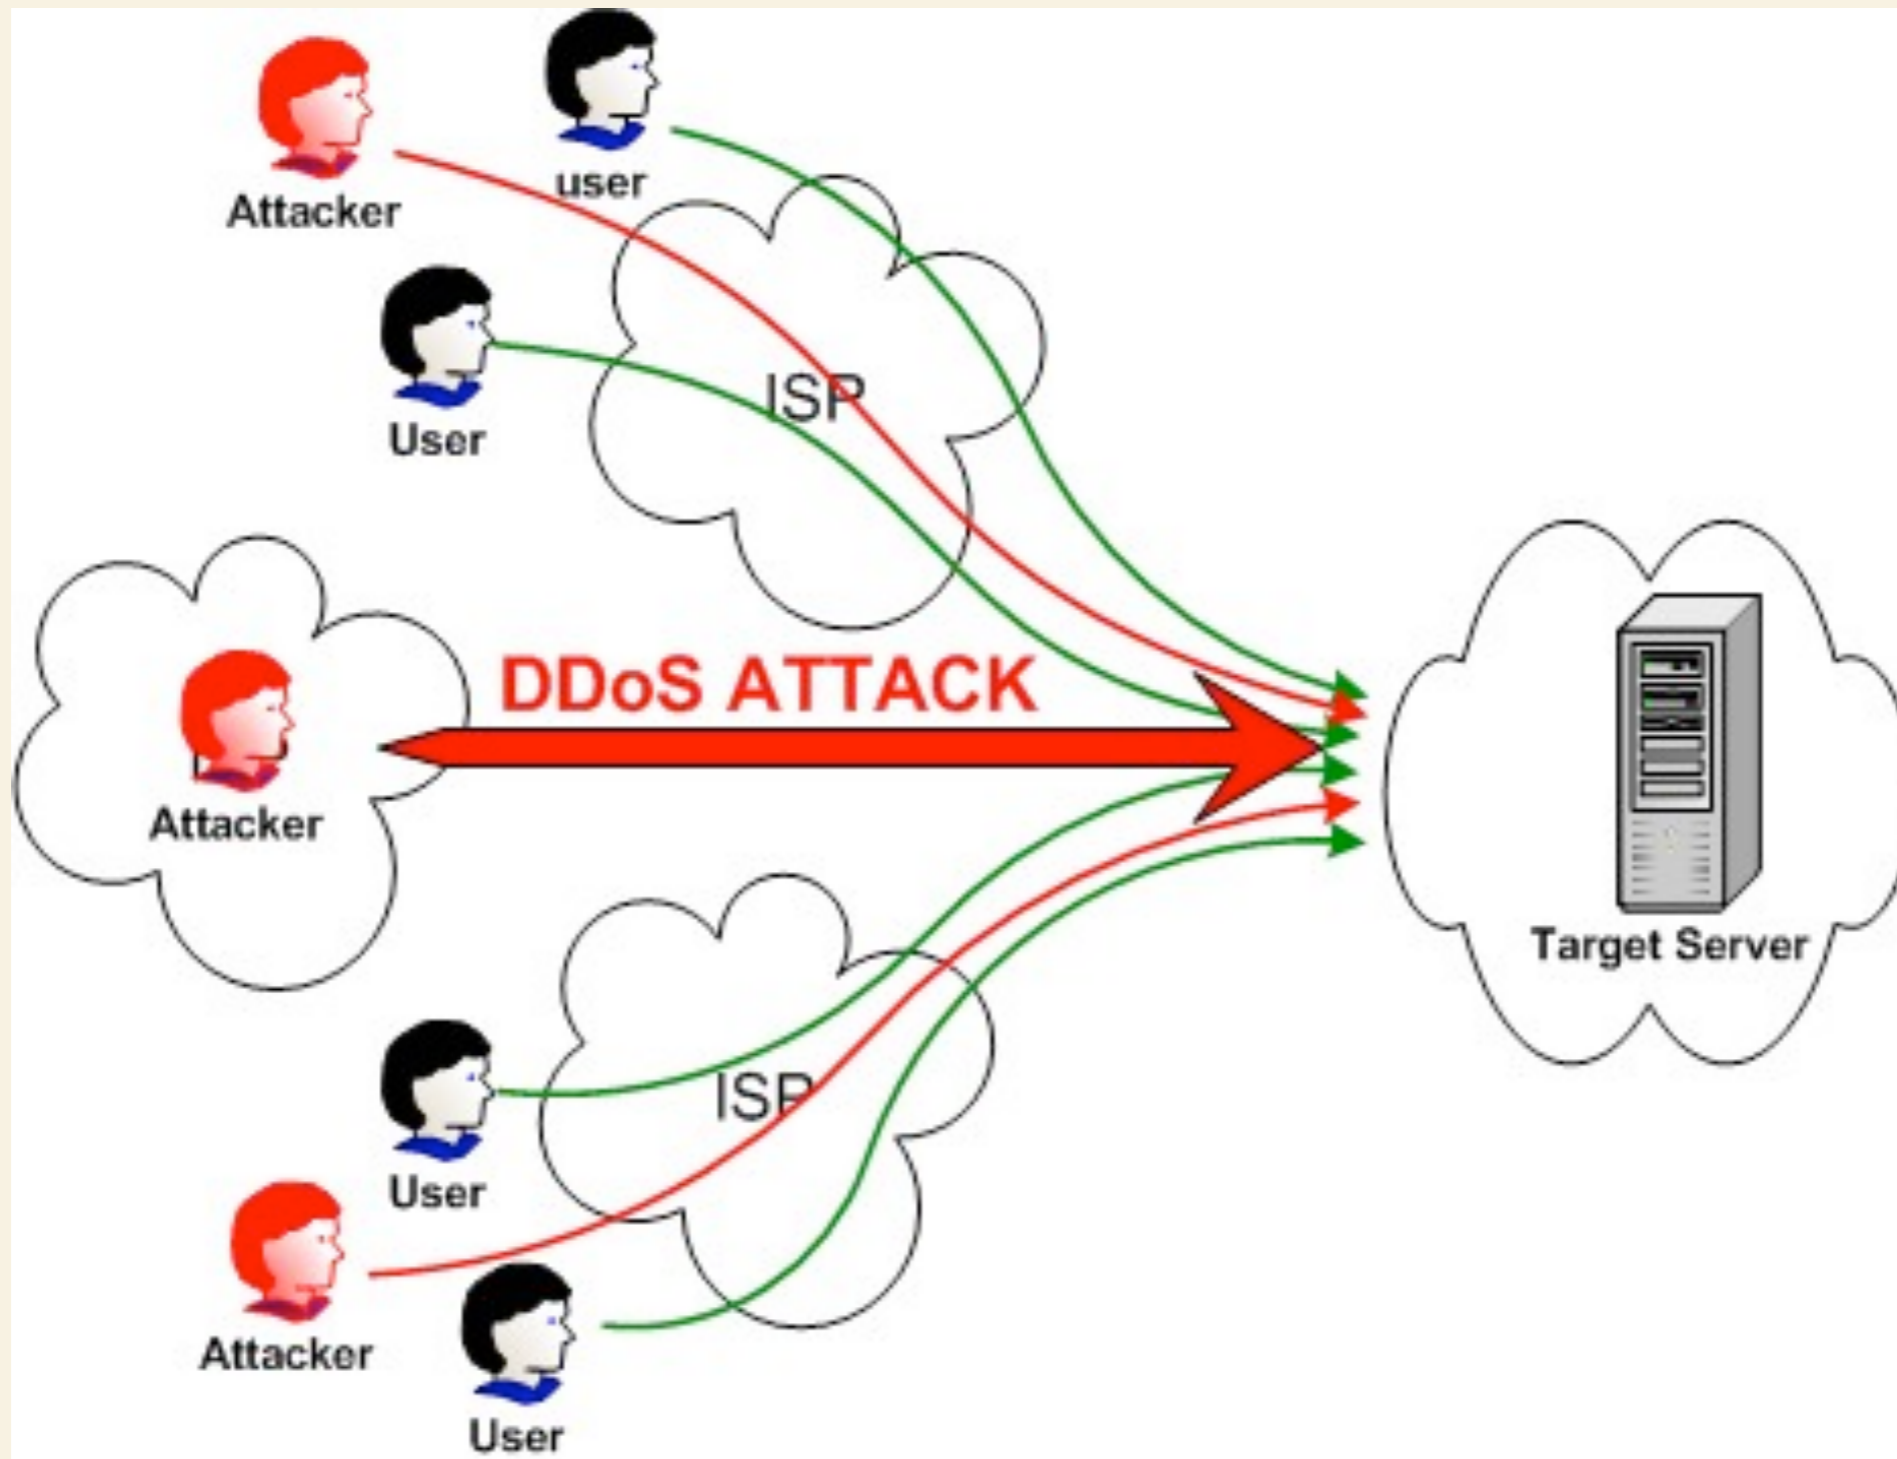 user
Attacker
User
ISP
DDoS ATTACK
Attacker
Target Server
ISP
User
Attacker
User